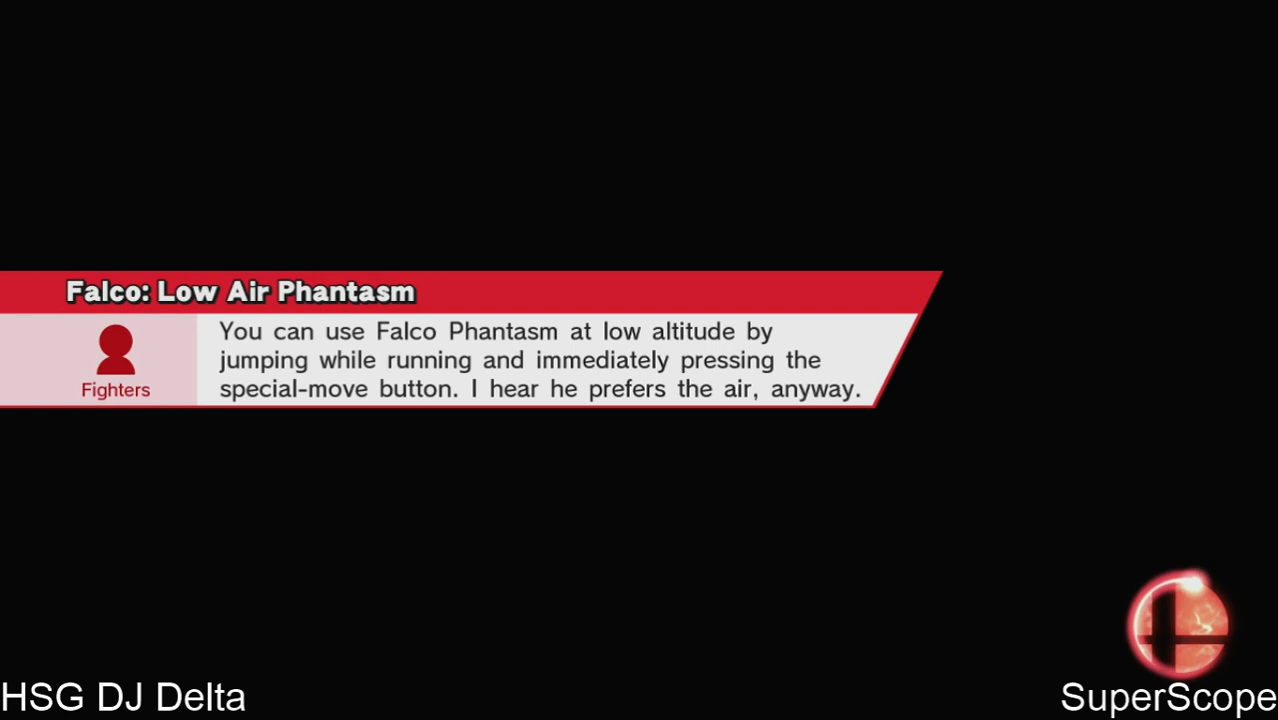 Falco: Low Air Phantasm
You can use Falco Phantasm at low altitude by
jumping while running and immediately pressing the
special-move button. I hear he prefers the air, anyway.
Fighters
HSG DJ Delta
SuperScope